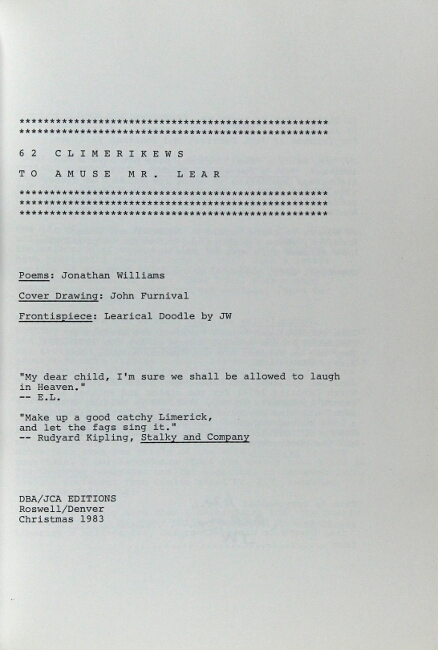 ***************************************************
***************************************************
6 2 C L I M E R I K E W S
T O A M U S E M R . L E A R
***************************************************
***************************************************
***************************************************
Poems: Jonathan Williams
Cover Drawing: John Furnival
Frontispiece: Learical Doodle by JW
"My dear child, I'm sure we shall be allowed to laugh
in Heaven."
-- E.L.
"Make up a good catchy Limerick,
and let the fags sing it."
-- Rudyard Kipling, Stalky and Company
DBA/JCA EDITIONS
Roswell/Denver
Christmas 1983